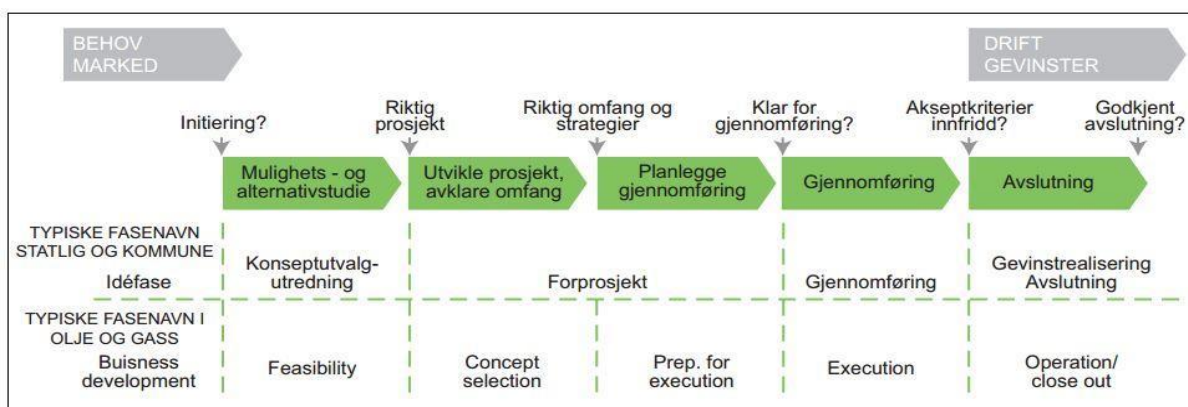 BEHOV
MARKED
DRIFT
GEVINSTER
Initiering?
Riktig
prosjekt
Riktig omfang og
strategier
Klar for
gjennomføring?
Akseptkriterier
innfridd?
Godkjent
avslutning?
Mulighets - og
alternativstudie
Utvikle prosjekt,
avklare omfang
Planlegge
gjennomføring
Gjennomføring
Avslutning
TYPISKE FASENAVN
STATLIG OG KOMMUNE
Idéfase
Konseptutvalg-
utredning
Forprosjekt
Gjennomføring
Gevinstrealisering
Avslutning
TYPISKE FASENAVN I
OLJE OG GASS
Buisness
development
Feasibility
Concept
selection
Prep. for
execution
Execution
Operation/
close out